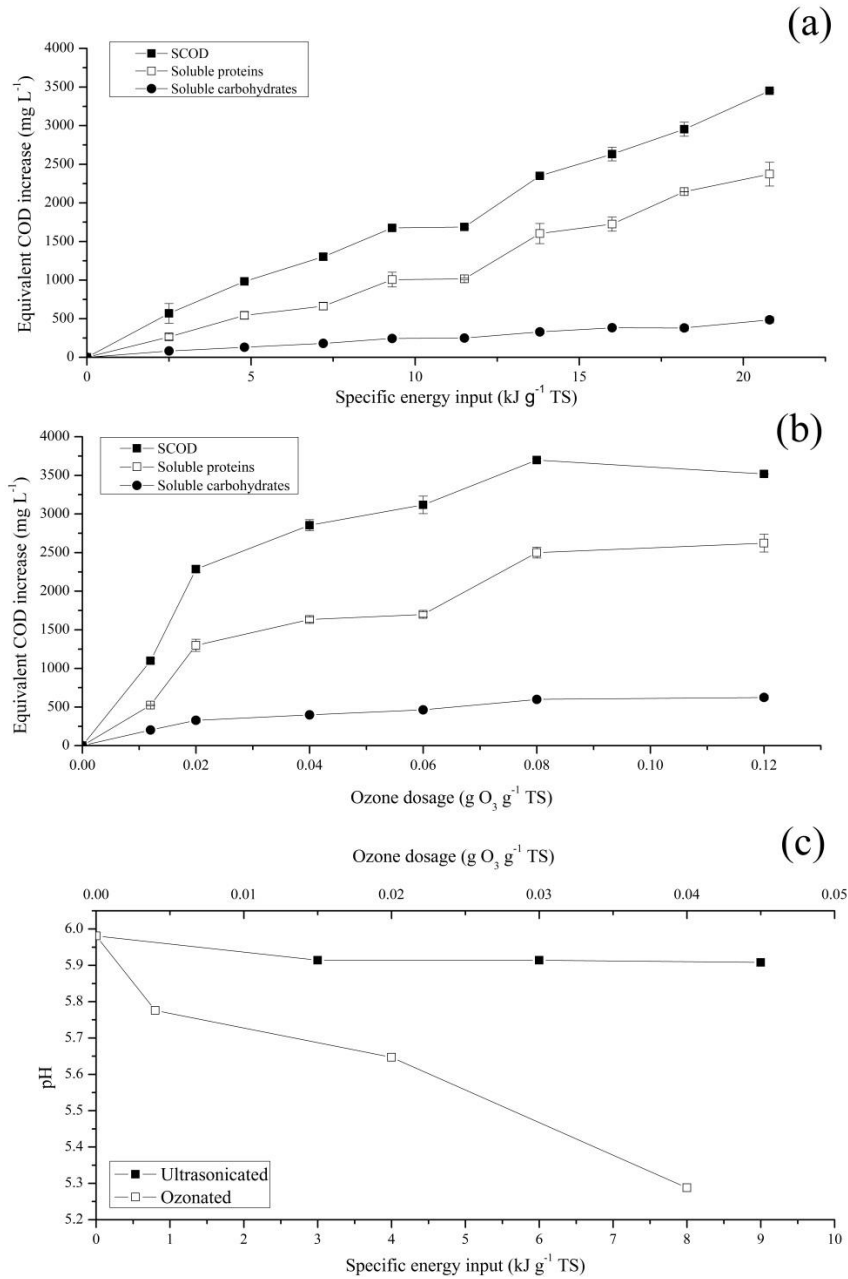 (a)
SCOD
Soluble proteins
Soluble carbohydrates
4000
3500
3000
2500
2000
1500
1000
500
0
Equivalent COD increase (mg L⁻¹)
0 5 10 15 20
Specific energy input (kJ g⁻¹ TS)
(b)
SCOD
Soluble proteins
Soluble carbohydrates
4000
3500
3000
2500
2000
1500
1000
500
0
Equivalent COD increase (mg L⁻¹)
0.00 0.02 0.04 0.06 0.08 0.10 0.12
Ozone dosage (g O₃ g⁻¹ TS)
(c)
Ozone dosage (g O₃ g⁻¹ TS)
0.00 0.01 0.02 0.03 0.04 0.05
6.0
5.9
5.8
5.7
5.6
5.5
5.4
5.3
5.2
pH
Ultrasonicated
Ozonated
0 1 2 3 4 5 6 7 8 9 10
Specific energy input (kJ g⁻¹ TS)